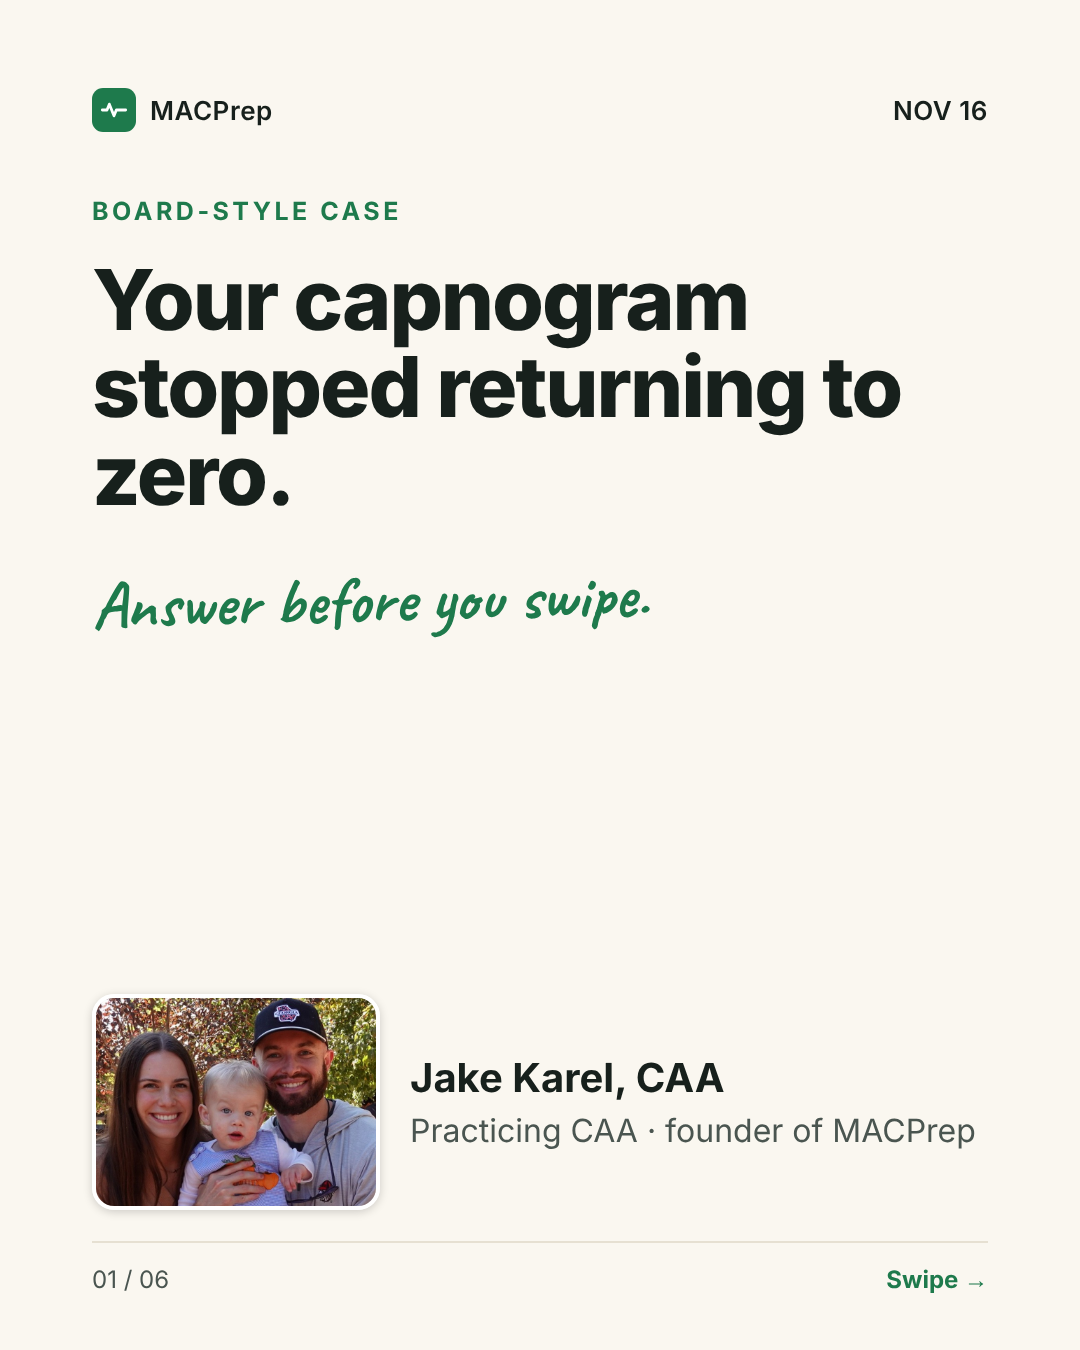 MACPrep
NOV 16
BOARD-STYLE CASE
Your capnogram
stopped returning to
zero.
Answer before you swipe.
Jake Karel, CAA
Practicing CAA · founder of MACPrep
01 / 06
Swipe →